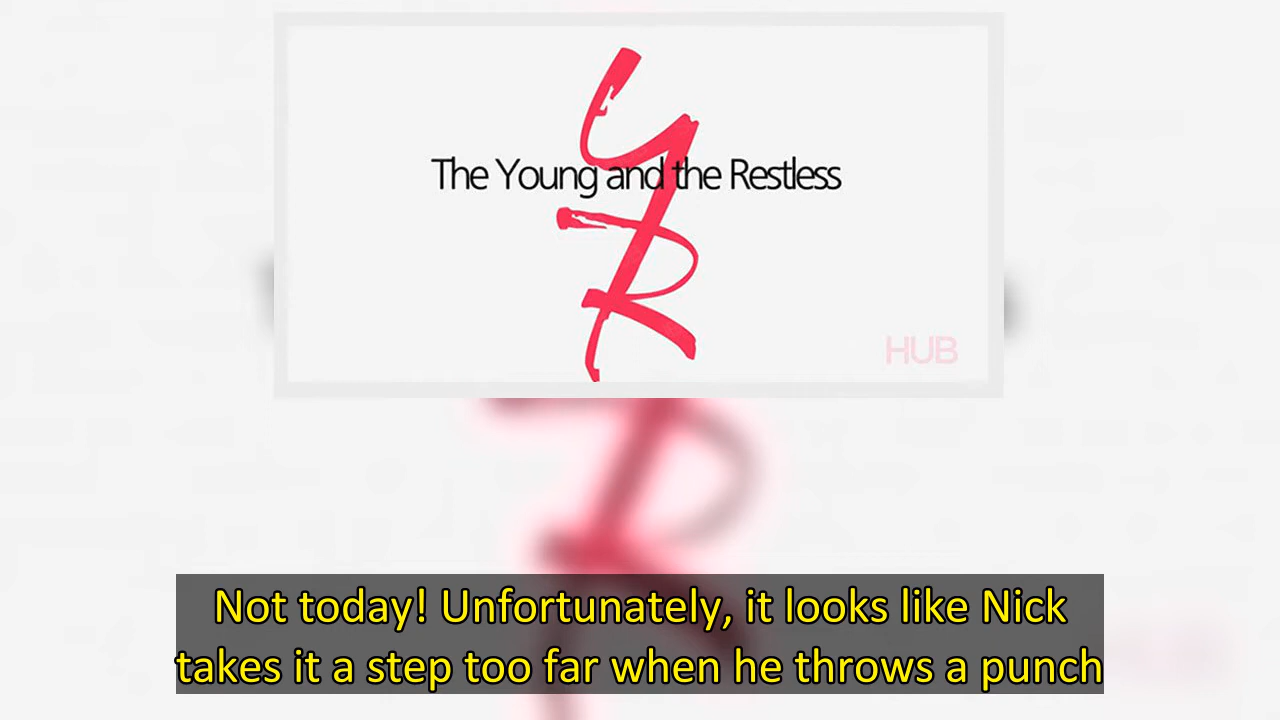 Y
The Young and the Restless
R
HUB
Not today! Unfortunately, it looks like Nick
takes it a step too far when he throws a punch